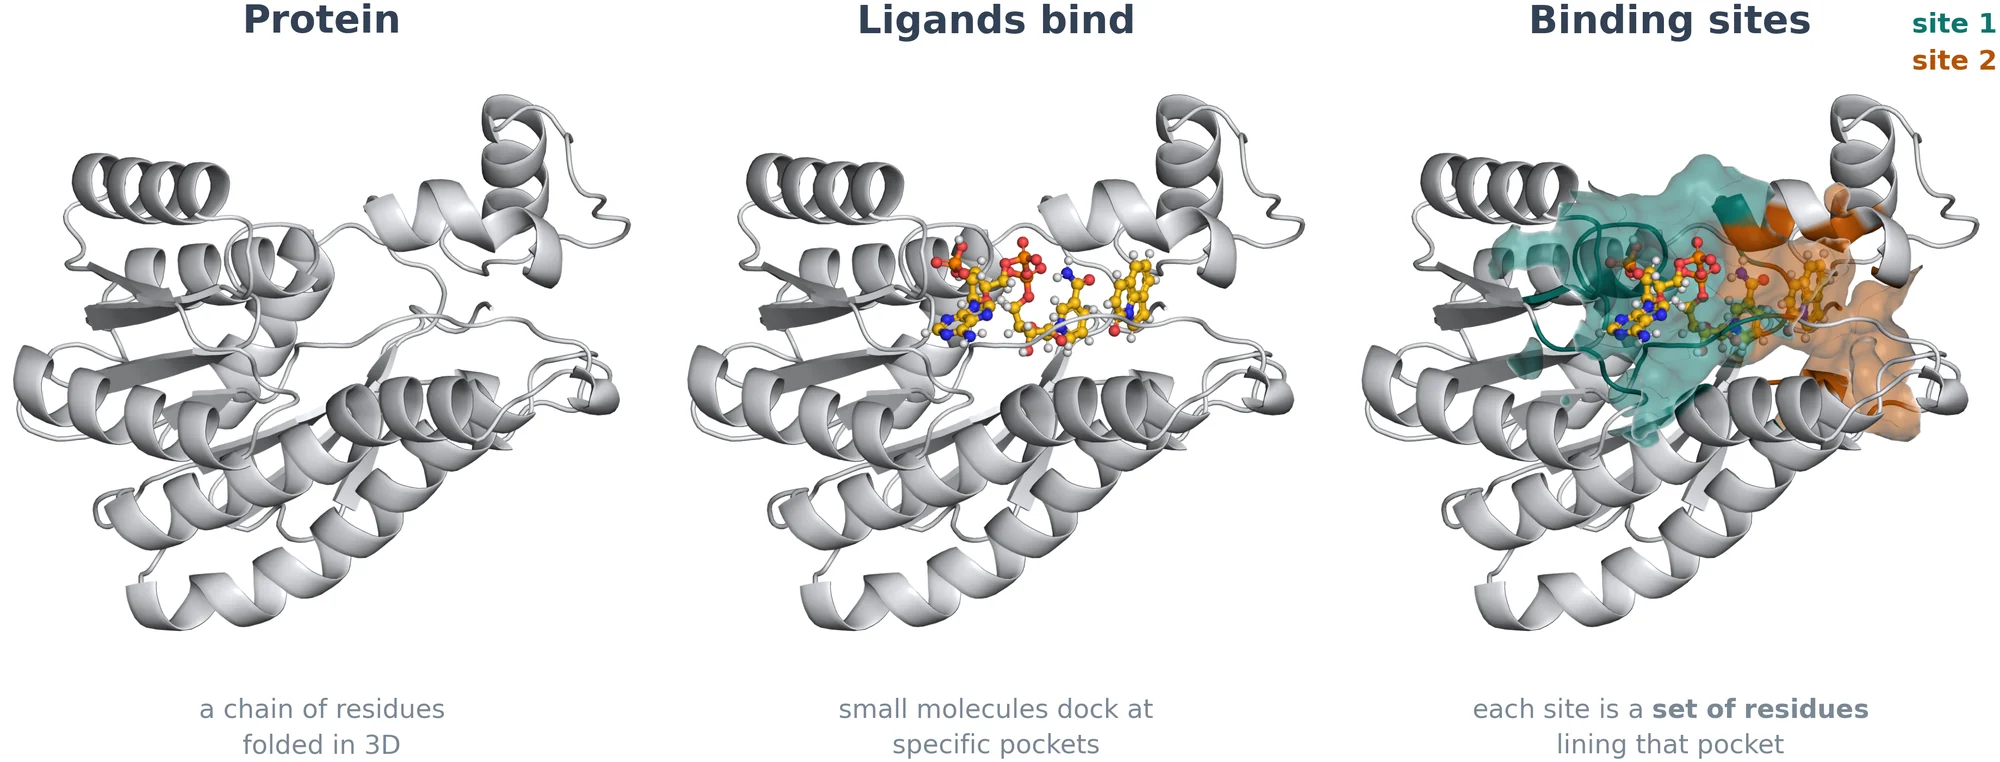 Protein
Ligands bind
Binding sites
site 1
site 2
a chain of residues
folded in 3D
small molecules dock at
specific pockets
each site is a set of residues
lining that pocket